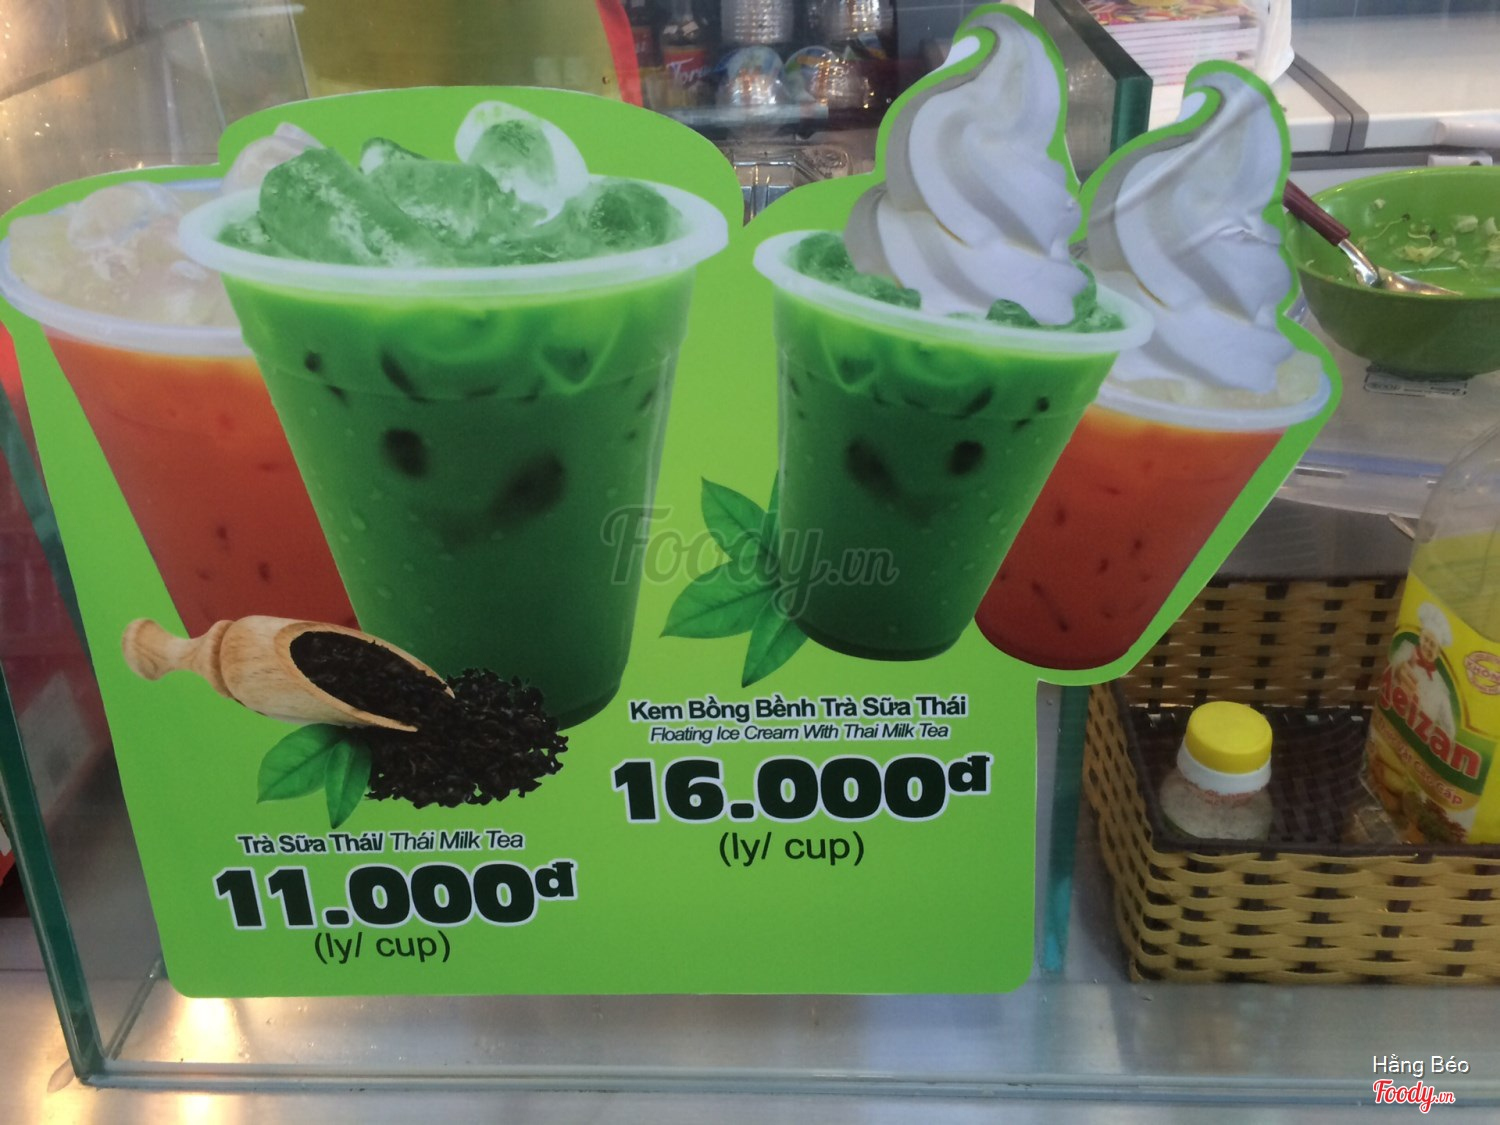 Foody.vn
Kem Bồng Bềnh Trà Sữa Thái
Floating Ice Cream With Thai Milk Tea
16.000đ
(ly/ cup)
Trà Sữa Thái/ Thái Milk Tea
11.000đ
(ly/ cup)
Meizan
Hằng Béo
Foody.vn